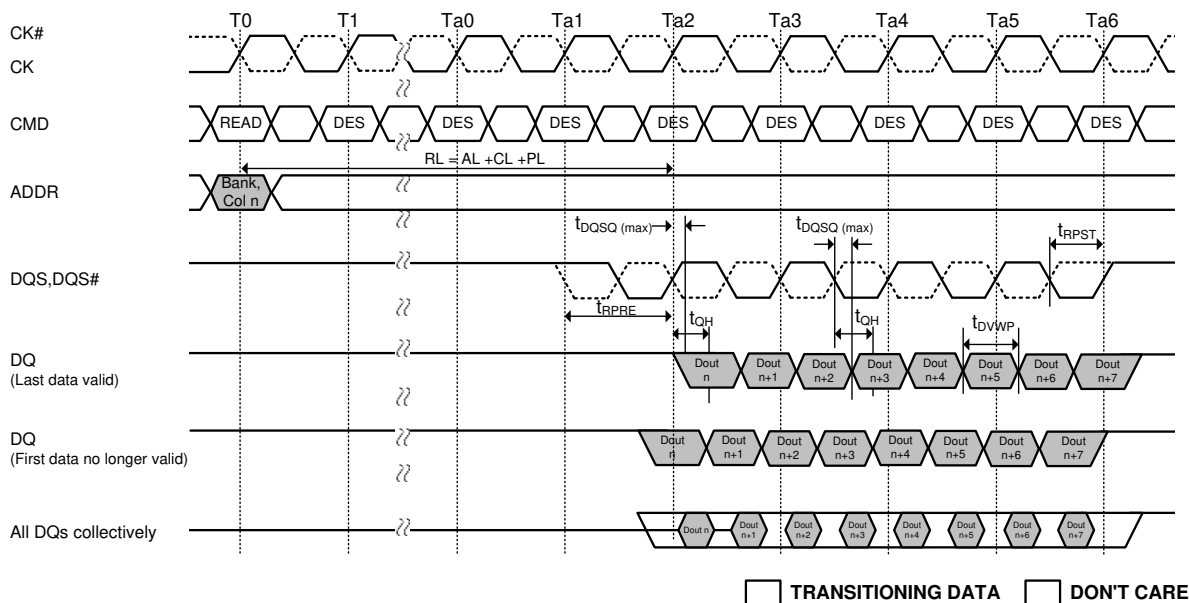 T0 T1 Ta0 Ta1 Ta2 Ta3 Ta4 Ta5 Ta6
CK#
CK
CMD READ DES DES DES DES DES DES DES DES
RL = AL +CL +PL
ADDR Bank,
Col n
tDQSQ (max) tDQSQ (max) tRPST
DQS,DQS#
tRPRE tQH tQH tDVWP
DQ
(Last data valid)
Dout n Dout n+1 Dout n+2 Dout n+3 Dout n+4 Dout n+5 Dout n+6 Dout n+7
DQ
(First data no longer valid)
Dout n Dout n+1 Dout n+2 Dout n+3 Dout n+4 Dout n+5 Dout n+6 Dout n+7
All DQs collectively
Dout n Dout n+1 Dout n+2 Dout n+3 Dout n+4 Dout n+5 Dout n+6 Dout n+7
TRANSITIONING DATA DON'T CARE